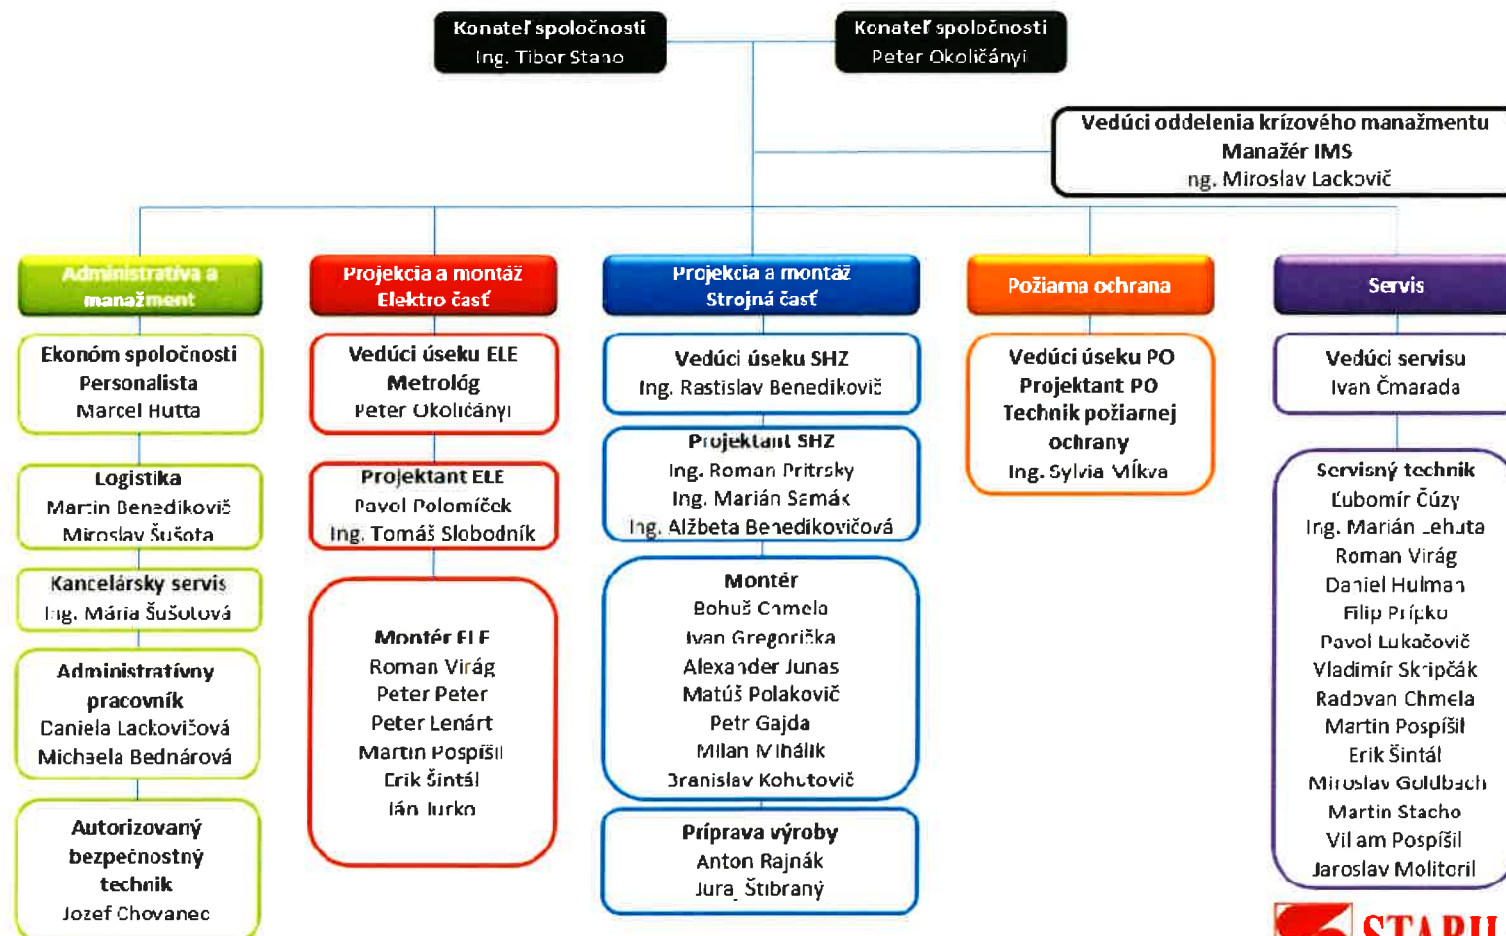 Konateľ spoločnosti
Ing. Tibor Stano
Konateľ spoločnosti
Peter Okoličányi
Vedúci oddelenia krízového manažmentu
Manažér IMS
ng. Miroslav Lackovič
Administratíva a
manažment
Ekonóm spoločnosti
Personalista
Marcel Hutta
Logistika
Martin Benedikovič
Miroslav Šušota
Kancelársky servis
Ing. Mária Šušotová
Administratívny
pracovník
Daniela Lackovičová
Michaela Bednárová
Autorizovaný
bezpečnostný
technik
Jozef Chovanec
Projekcia a montáž
Elektro časť
Vedúci úseku ELE
Metrológ
Peter Okoličányi
Projektant ELE
Pavol Polomíček
Ing. Tomáš Slobodník
Montér ELE
Roman Virág
Peter Peter
Peter Lenárt
Martin Pospíšil
Erik Šintál
Ján Jurko
Projekcia a montáž
Strojná časť
Vedúci úseku SHZ
Ing. Rastislav Benedikovič
Projektant SHZ
Ing. Roman Pritrsky
Ing. Marián Samák
Ing. Alžbeta Benedikovičová
Montér
Bohuš Chmela
Ivan Gregorička
Alexander Junas
Matúš Polakovič
Petr Gajda
Milan Mihálik
Branislav Kohutovič
Príprava výroby
Anton Rajnák
Juraj Štibraný
Požiarna ochrana
Vedúci úseku PO
Projektant PO
Technik požiarnej
ochrany
Ing. Sylvia Mĺkva
Servis
Vedúci servisu
Ivan Čmarada
Servisný technik
Ľubomír Čúzy
Ing. Marián Lehuta
Roman Virág
Daniel Hulman
Filip Prípko
Pavol Lukačovič
Vladimír Skripčák
Radovan Chmela
Martin Pospíšil
Erik Šintál
Miroslav Goldbach
Martin Stacho
Viliam Pospíšil
Jaroslav Molitoril